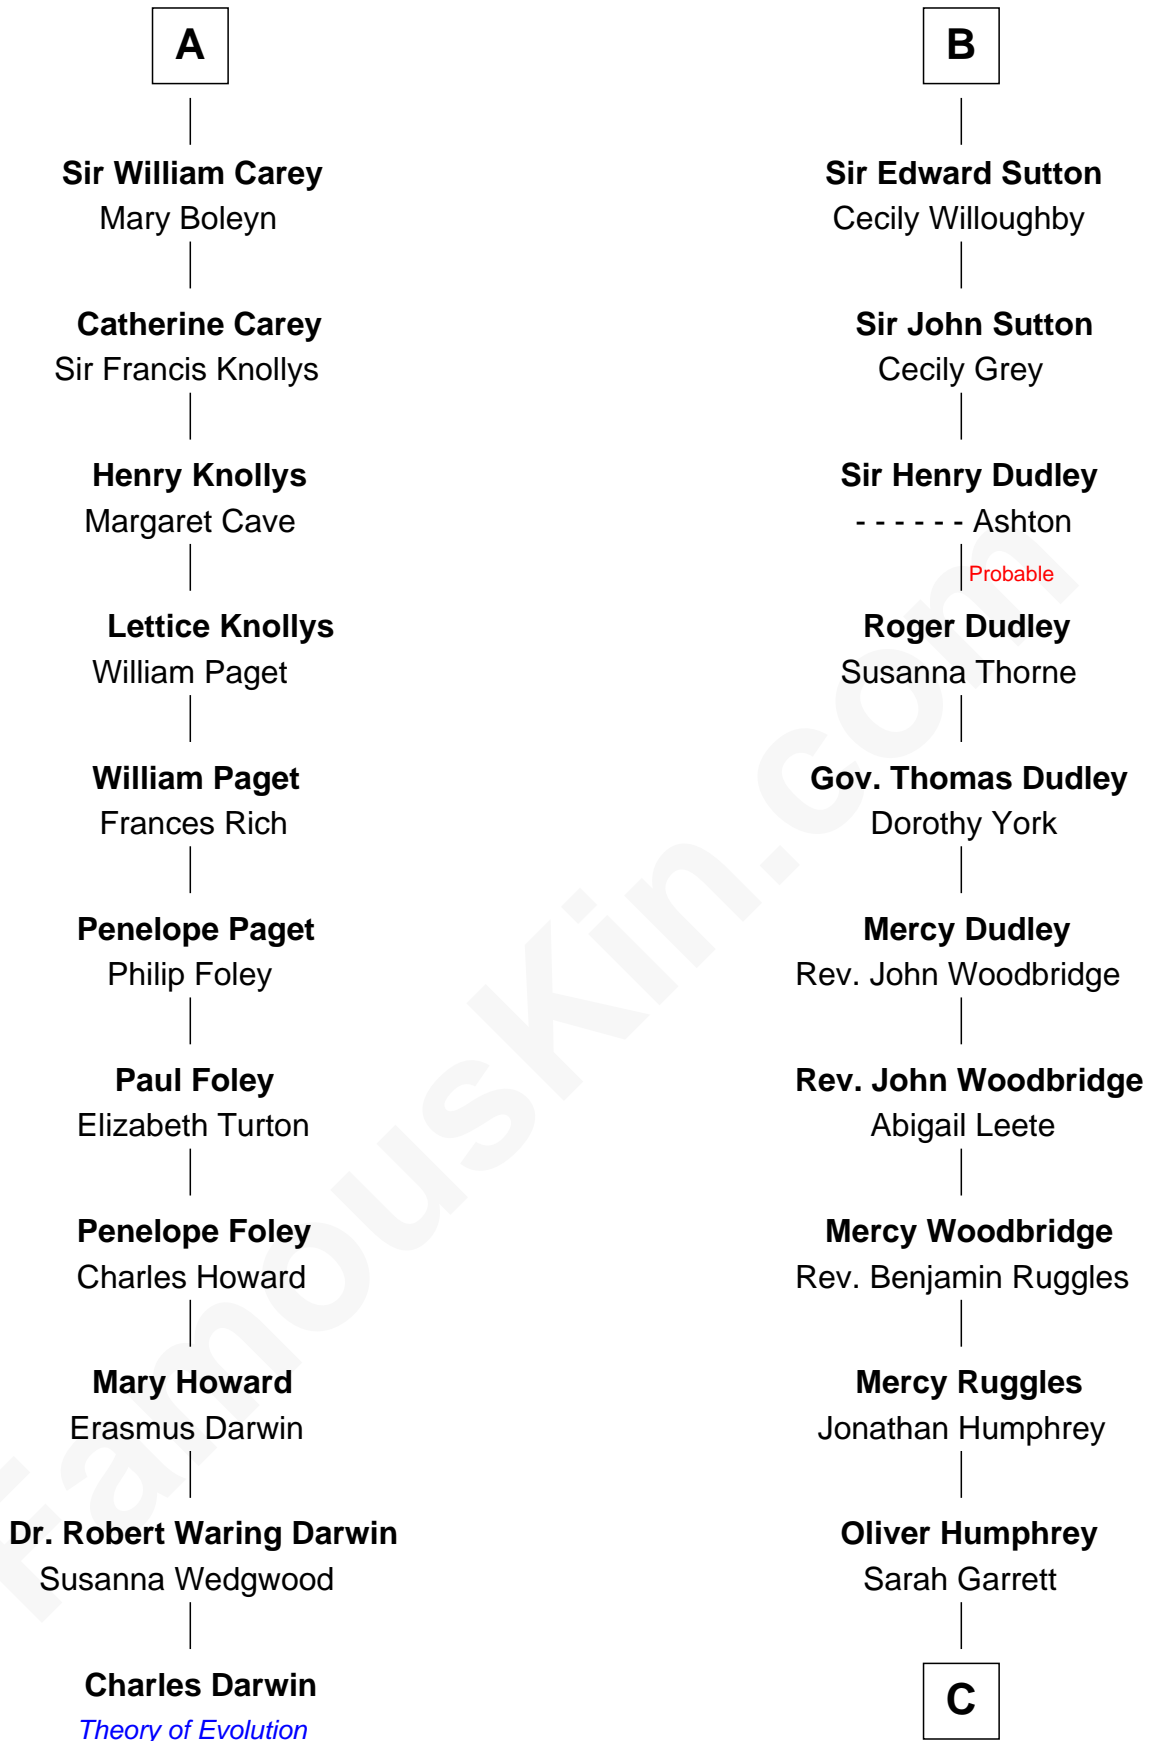 A
Sir William Carey
Mary Boleyn
Catherine Carey
Sir Francis Knollys
Henry Knollys
Margaret Cave
Lettice Knollys
William Paget
William Paget
Frances Rich
Penelope Paget
Philip Foley
Paul Foley
Elizabeth Turton
Penelope Foley
Charles Howard
Mary Howard
Erasmus Darwin
Dr. Robert Waring Darwin
Susanna Wedgwood
Charles Darwin
Theory of Evolution
B
Sir Edward Sutton
Cecily Willoughby
Sir John Sutton
Cecily Grey
Sir Henry Dudley
- - - - - - Ashton
Probable
Roger Dudley
Susanna Thorne
Gov. Thomas Dudley
Dorothy York
Mercy Dudley
Rev. John Woodbridge
Rev. John Woodbridge
Abigail Leete
Mercy Woodbridge
Rev. Benjamin Ruggles
Mercy Ruggles
Jonathan Humphrey
Oliver Humphrey
Sarah Garrett
C
FamousKin.com